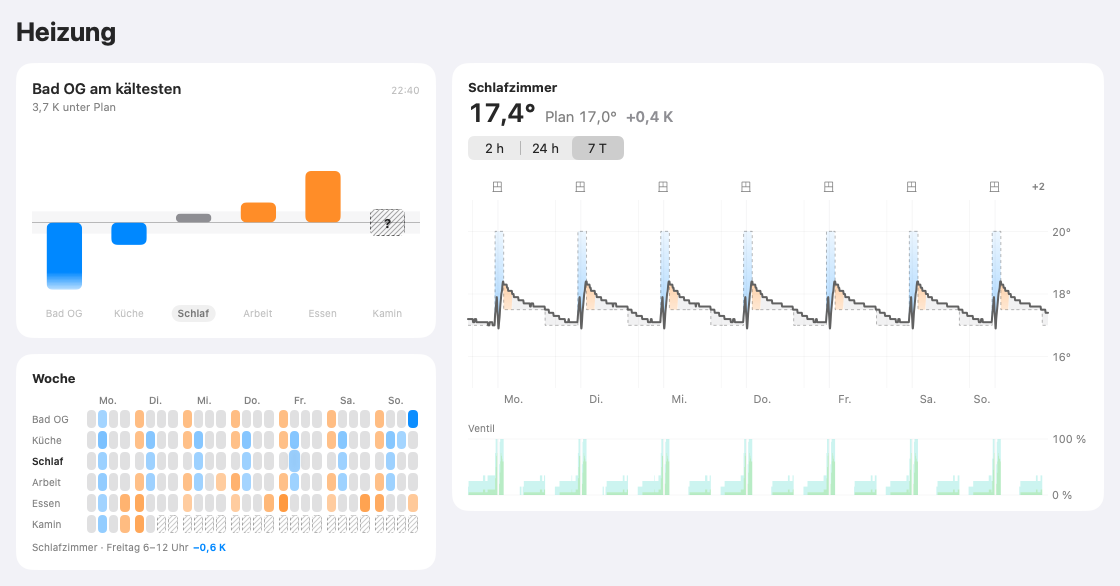 Heizung
Bad OG am kältesten
22:40
3,7 K unter Plan
?
Bad OG Küche Schlaf Arbeit Essen Kamin
Woche
Mo. Di. Mi. Do. Fr. Sa. So.
Bad OG
Küche
Schlaf
Arbeit
Essen
Kamin
Schlafzimmer · Freitag 6–12 Uhr −0,6 K
Schlafzimmer
17,4° Plan 17,0° +0,4 K
2 h 24 h 7 T
+2
20°
18°
16°
Mo. Di. Mi. Do. Fr. Sa. So.
Ventil
100 %
0 %